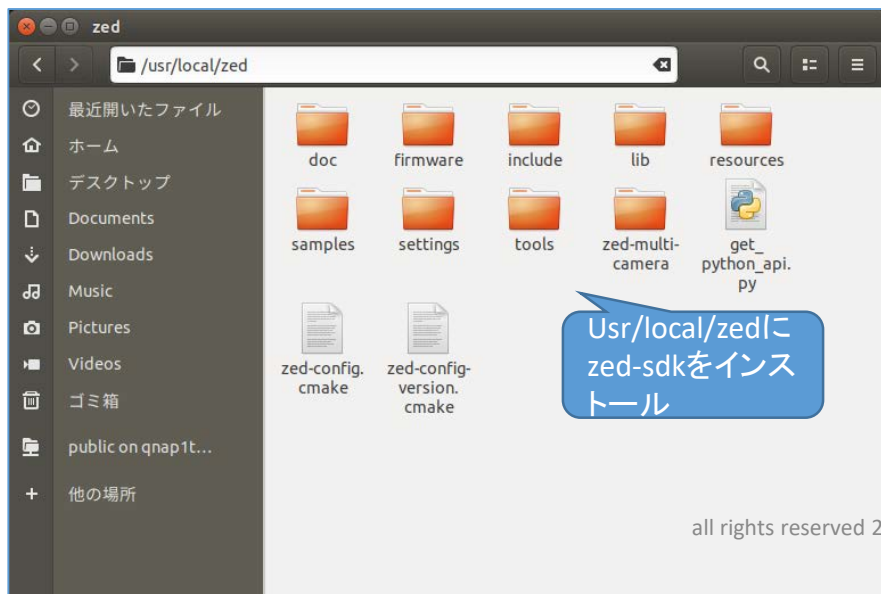 zed
/usr/local/zed
最近開いたファイル
ホーム
デスクトップ
Documents
Downloads
Music
Pictures
Videos
ゴミ箱
public on qnap1t…
他の場所
doc
firmware
include
lib
resources
samples
settings
tools
zed-multi-
camera
get_
python_api.
py
zed-config.
cmake
zed-config-
version.
cmake
Usr/local/zedに
zed-sdkをインス
トール
all rights reserved 2